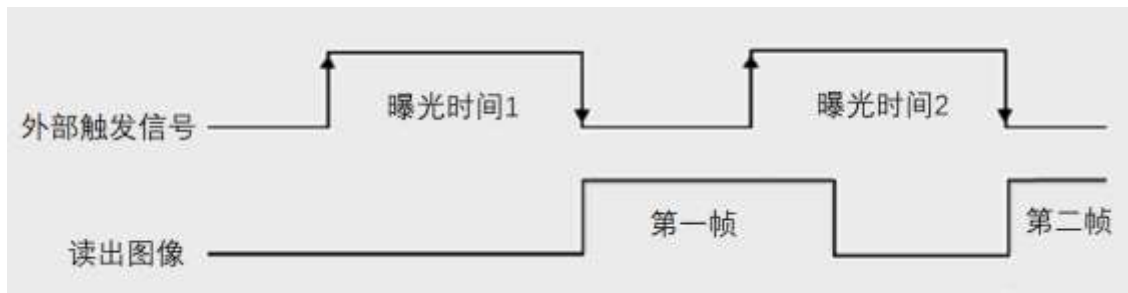 曝光时间1
曝光时间2
外部触发信号
第一帧
第二帧
读出图像